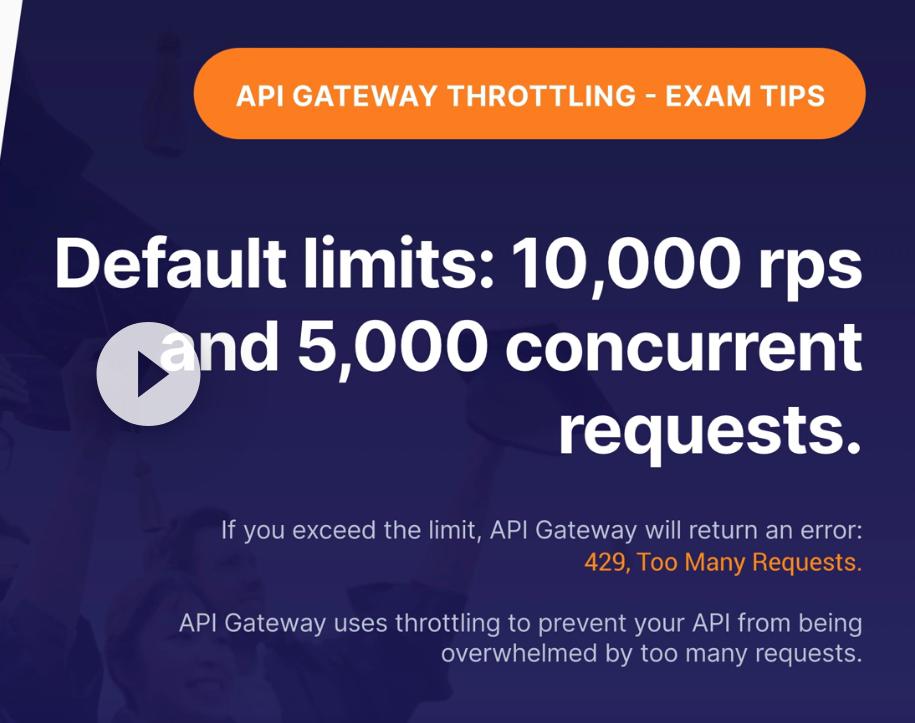 API GATEWAY THROTTLING - EXAM TIPS
Default limits: 10,000 rps
and 5,000 concurrent
requests.
If you exceed the limit, API Gateway will return an error:
429, Too Many Requests.
API Gateway uses throttling to prevent your API from being
overwhelmed by too many requests.